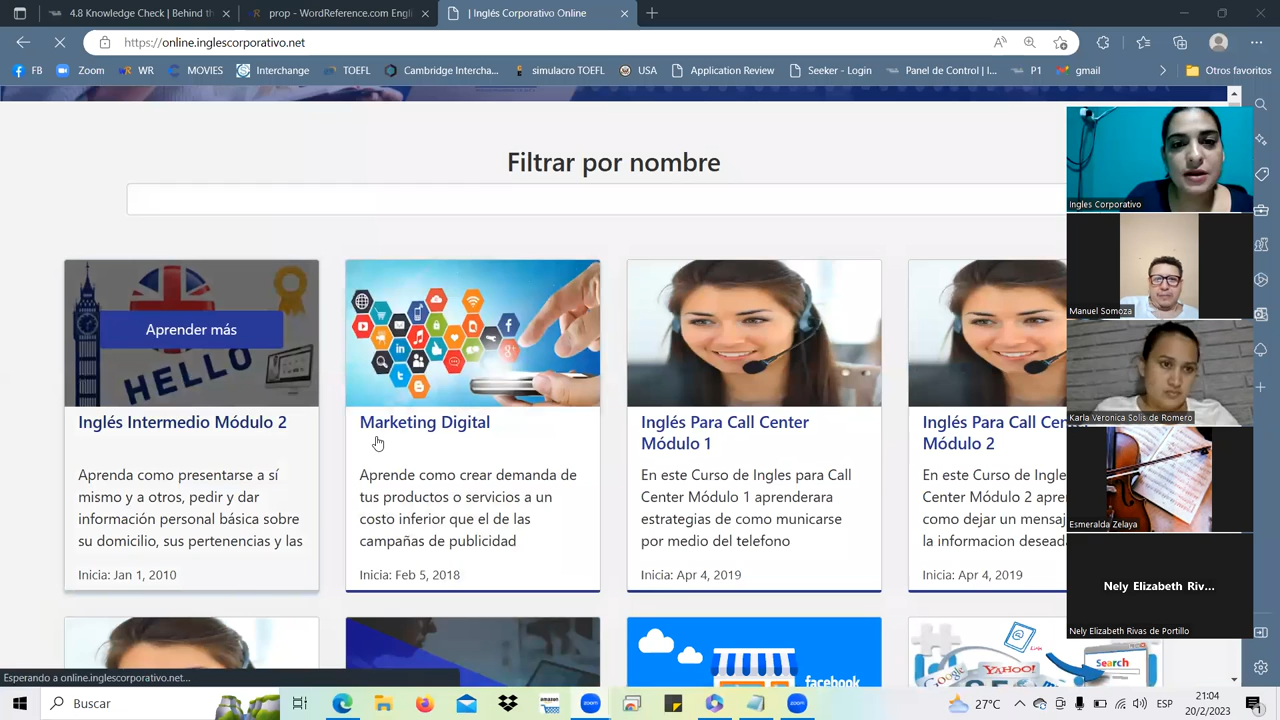 4.8 Knowledge Check | Behind th
prop - WordReference.com Engli
Inglés Corporativo Online
https://online.inglescorporativo.net
FB
Zoom
WR
MOVIES
Interchange
TOEFL
Cambridge Intercha...
simulacro TOEFL
USA
Application Review
Seeker - Login
Panel de Control | I...
P1
gmail
Otros favoritos
Filtrar por nombre
Aprender más
HELLO
Inglés Intermedio Módulo 2
Aprenda como presentarse a sí
mismo y a otros, pedir y dar
información personal básica sobre
su domicilio, sus pertenencias y las
Inicia: Jan 1, 2010
Marketing Digital
Aprende como crear demanda de
tus productos o servicios a un
costo inferior que el de las
campañas de publicidad
Inicia: Feb 5, 2018
Inglés Para Call Center
Módulo 1
En este Curso de Ingles para Call
Center Módulo 1 aprenderara
estrategias de como municarse
por medio del telefono
Inicia: Apr 4, 2019
Inglés Para Call Cen
Módulo 2
En este Curso de Ingles
Center Módulo 2 apre
como dejar un mensaj
la informacion desead
Inicia: Apr 4, 2019
facebook
Google
YAHOO!
Search
Ingles Corporativo
Manuel Somoza
Karla Veronica Solis de Romero
Esmeralda Zelaya
Nely Elizabeth Riv...
Nely Elizabeth Rivas de Portillo
Esperando a online.inglescorporativo.net...
Buscar
amazon
zoom
zoom
27°C
ESP
21:04
20/2/2023
1